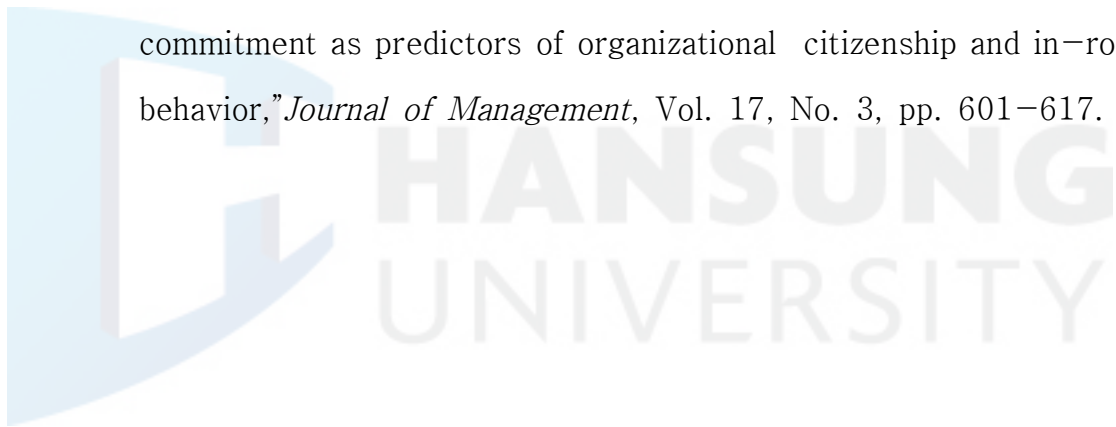 commitment as predictors of organizational citizenship and in-ro
behavior,"Journal of Management, Vol. 17, No. 3, pp. 601-617.
HANSUNG
UNIVERSITY